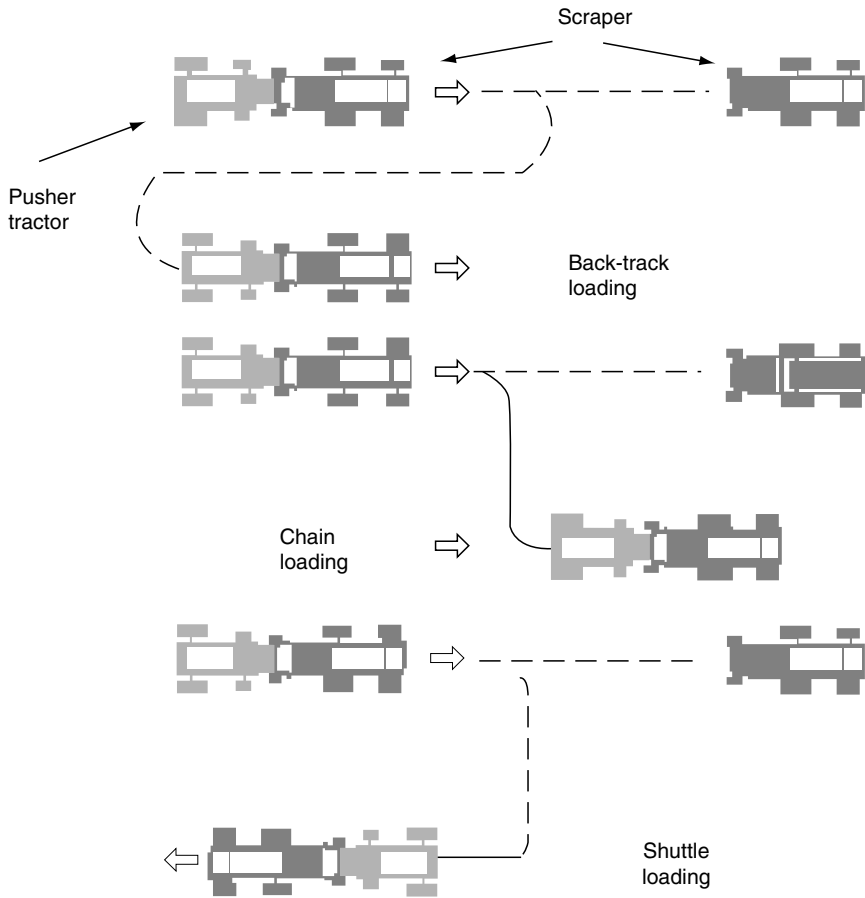 Scraper
Pusher
tractor
Back-track
loading
Chain
loading
Shuttle
loading